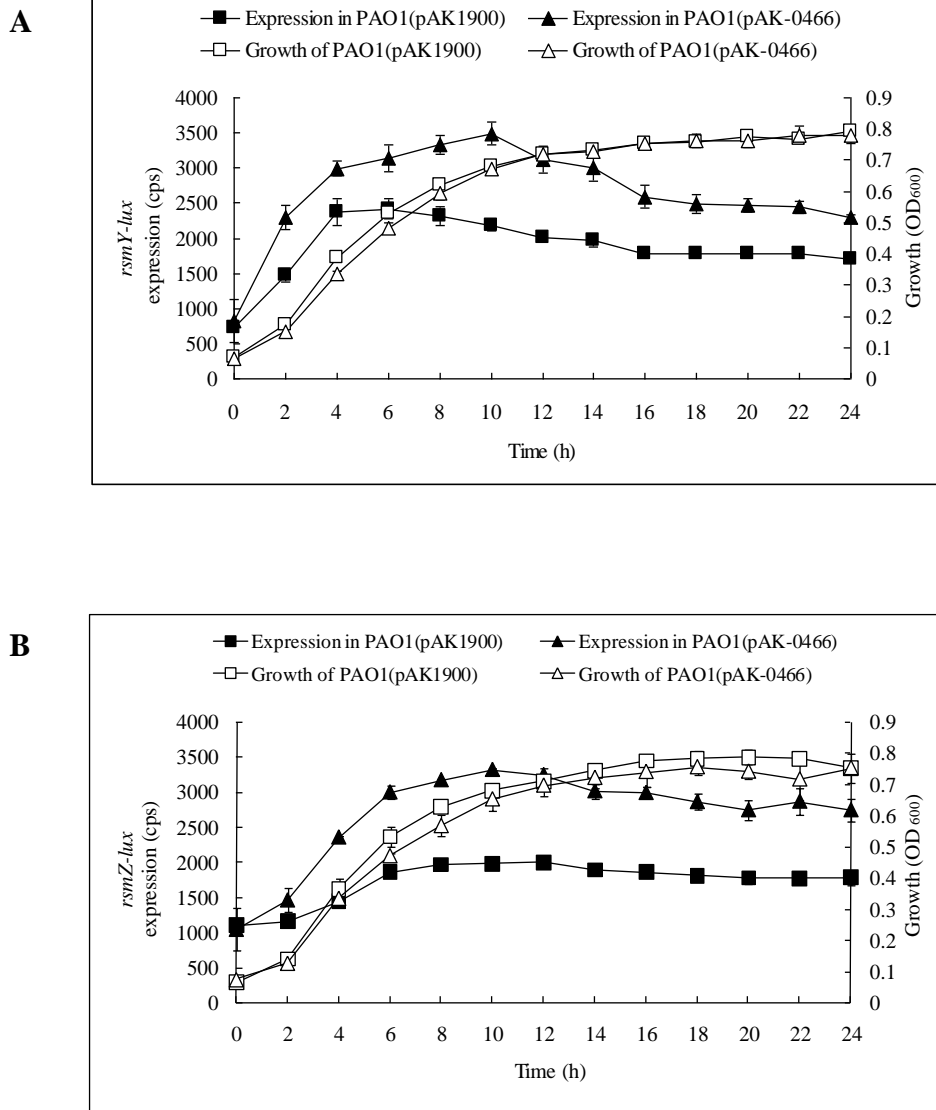 A
Expression in PAO1(pAK1900) Expression in PAO1(pAK-0466)
Growth of PAO1(pAK1900) Growth of PAO1(pAK-0466)
4000 0.9
3500 0.8
3000 0.7
2500 0.6
2000 0.5
1500 0.4
1000 0.3
500 0.2
0 0.1
0
rsmY-lux
expression (cps)
Growth (OD600)
0 2 4 6 8 10 12 14 16 18 20 22 24
Time (h)
B
Expression in PAO1(pAK1900) Expression in PAO1(pAK-0466)
Growth of PAO1(pAK1900) Growth of PAO1(pAK-0466)
4000 0.9
3500 0.8
3000 0.7
2500 0.6
2000 0.5
1500 0.4
1000 0.3
500 0.2
0 0.1
0
rsmZ-lux
expression (cps)
Growth (OD 600)
0 2 4 6 8 10 12 14 16 18 20 22 24
Time (h)